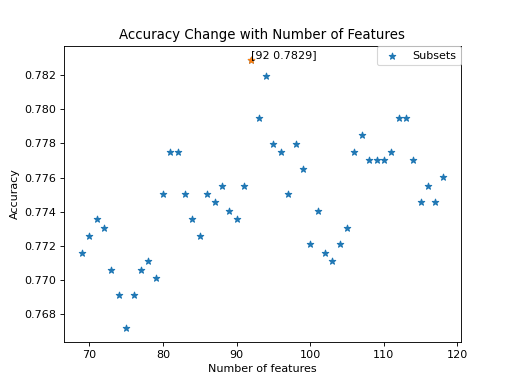 Accuracy Change with Number of Features
[92 0.7829]
Subsets
0.782
0.780
0.778
0.776
0.774
0.772
0.770
0.768
Accuracy
70 80 90 100 110 120
Number of features